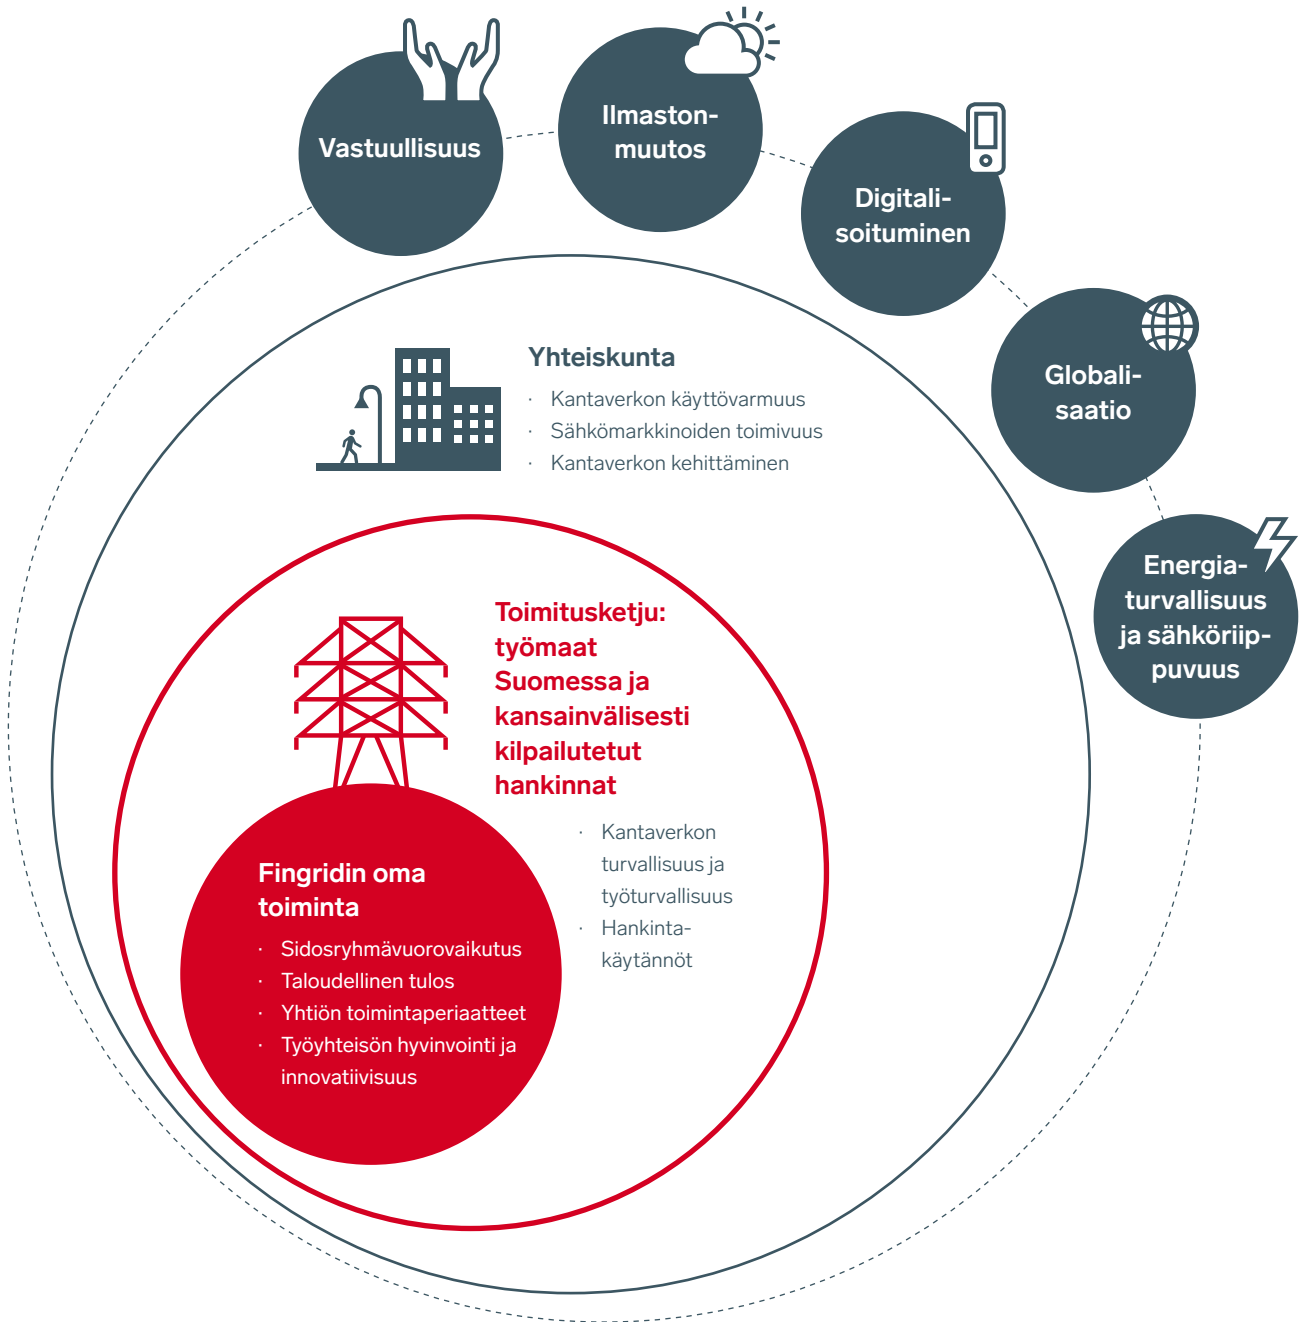 Vastuullisuus
Ilmaston-
muutos
Digitali-
soituminen
Globali-
saatio
Energia-
turvallisuus
ja sähköriip-
puvuus
Yhteiskunta
· Kantaverkon käyttövarmuus
· Sähkömarkkinoiden toimivuus
· Kantaverkon kehittäminen
Toimitusketju:
työmaat
Suomessa ja
kansainvälisesti
kilpailutetut
hankinnat
· Kantaverkon
turvallisuus ja
työturvallisuus
· Hankinta-
käytännöt
Fingridin oma
toiminta
· Sidosryhmävuorovaikutus
· Taloudellinen tulos
· Yhtiön toimintaperiaatteet
· Työyhteisön hyvinvointi ja
innovatiivisuus